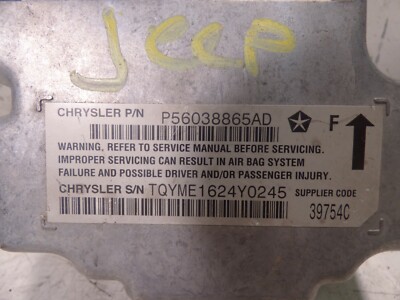 JEEP
CHRYSLER P/N P56038865AD F
WARNING, REFER TO SERVICE MANUAL BEFORE SERVICING.
IMPROPER SERVICING CAN RESULT IN AIR BAG SYSTEM
FAILURE AND POSSIBLE DRIVER AND/OR PASSENGER INJURY.
CHRYSLER S/N TQYME1624Y0245 SUPPLIER CODE
39754C